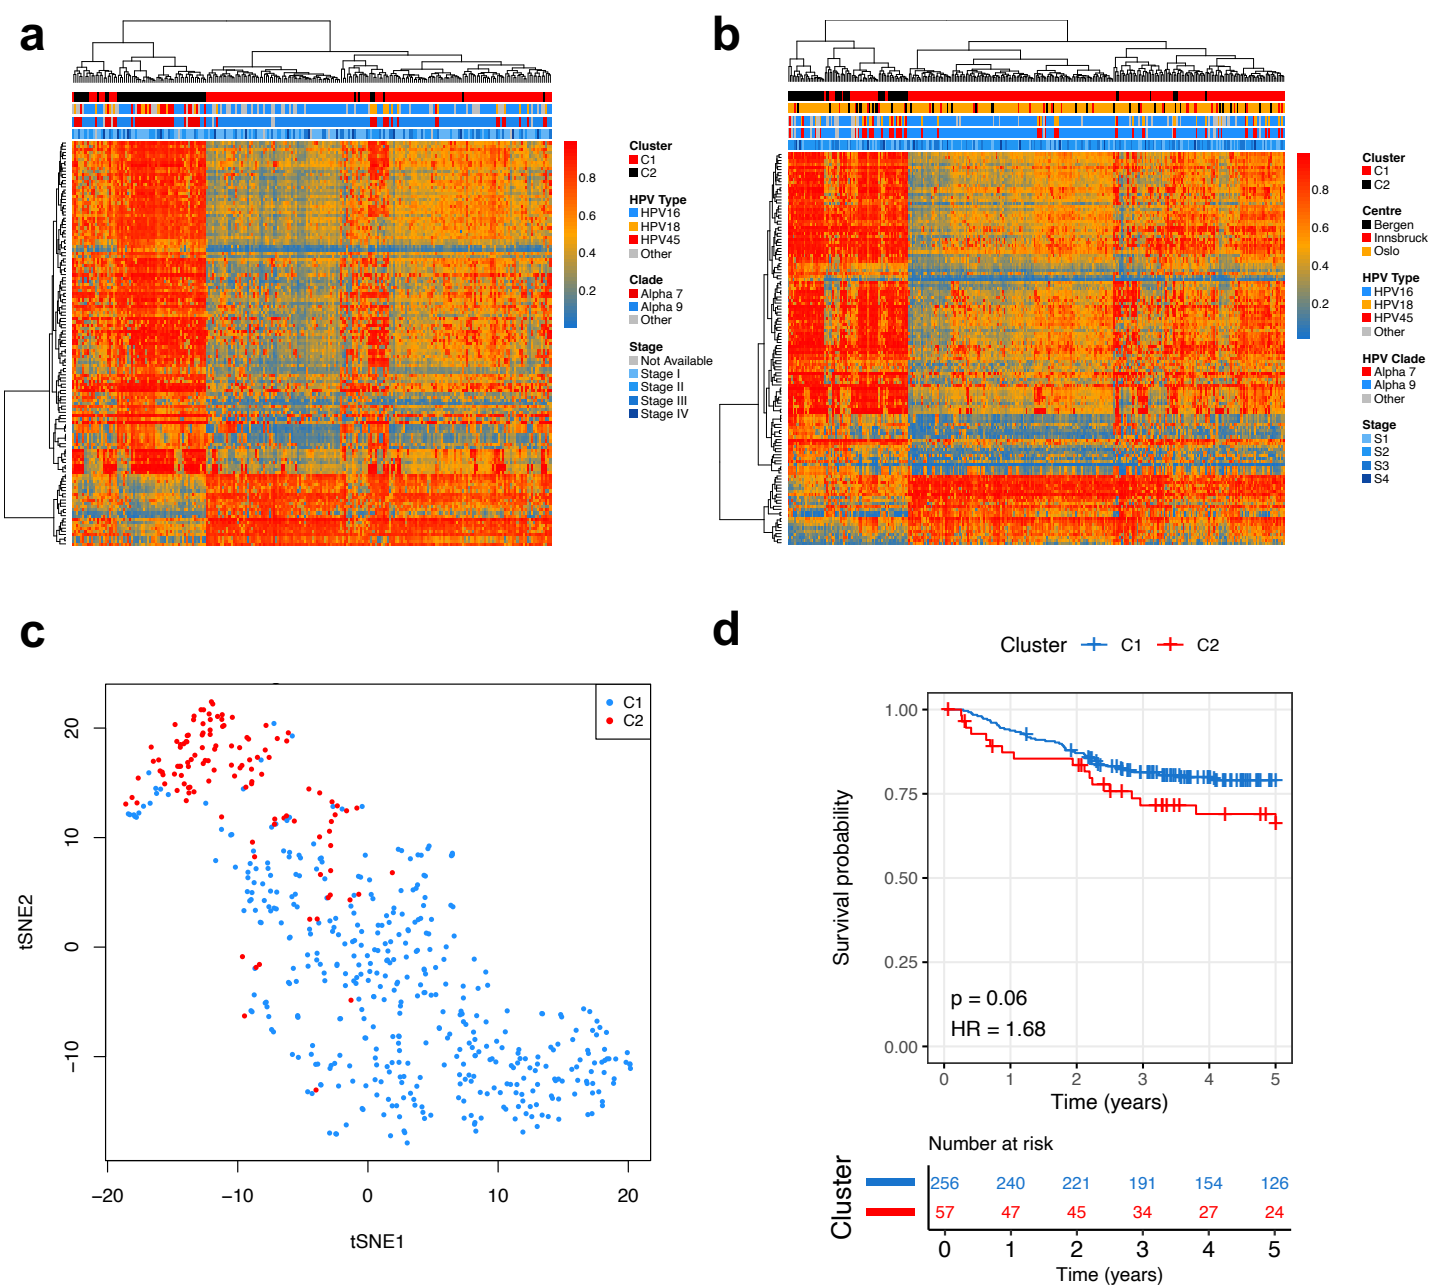 a
Cluster
C1
C2
HPV Type
HPV16
HPV18
HPV45
Other
Clade
Alpha 7
Alpha 9
Other
Stage
Not Available
Stage I
Stage II
Stage III
Stage IV
0.8
0.6
0.4
0.2
b
Cluster
C1
C2
Centre
Bergen
Innsbruck
Oslo
HPV Type
HPV16
HPV18
HPV45
Other
HPV Clade
Alpha 7
Alpha 9
Other
Stage
S1
S2
S3
S4
0.8
0.6
0.4
0.2
c
C1
C2
tSNE2
20
10
0
−10
−20 −10 0 10 20
tSNE1
d
Cluster C1 C2
Survival probability
1.00
0.75
0.50
0.25
0.00
p = 0.06
HR = 1.68
0 1 2 3 4 5
Time (years)
Number at risk
Cluster
256 240 221 191 154 126
57 47 45 34 27 24
0 1 2 3 4 5
Time (years)